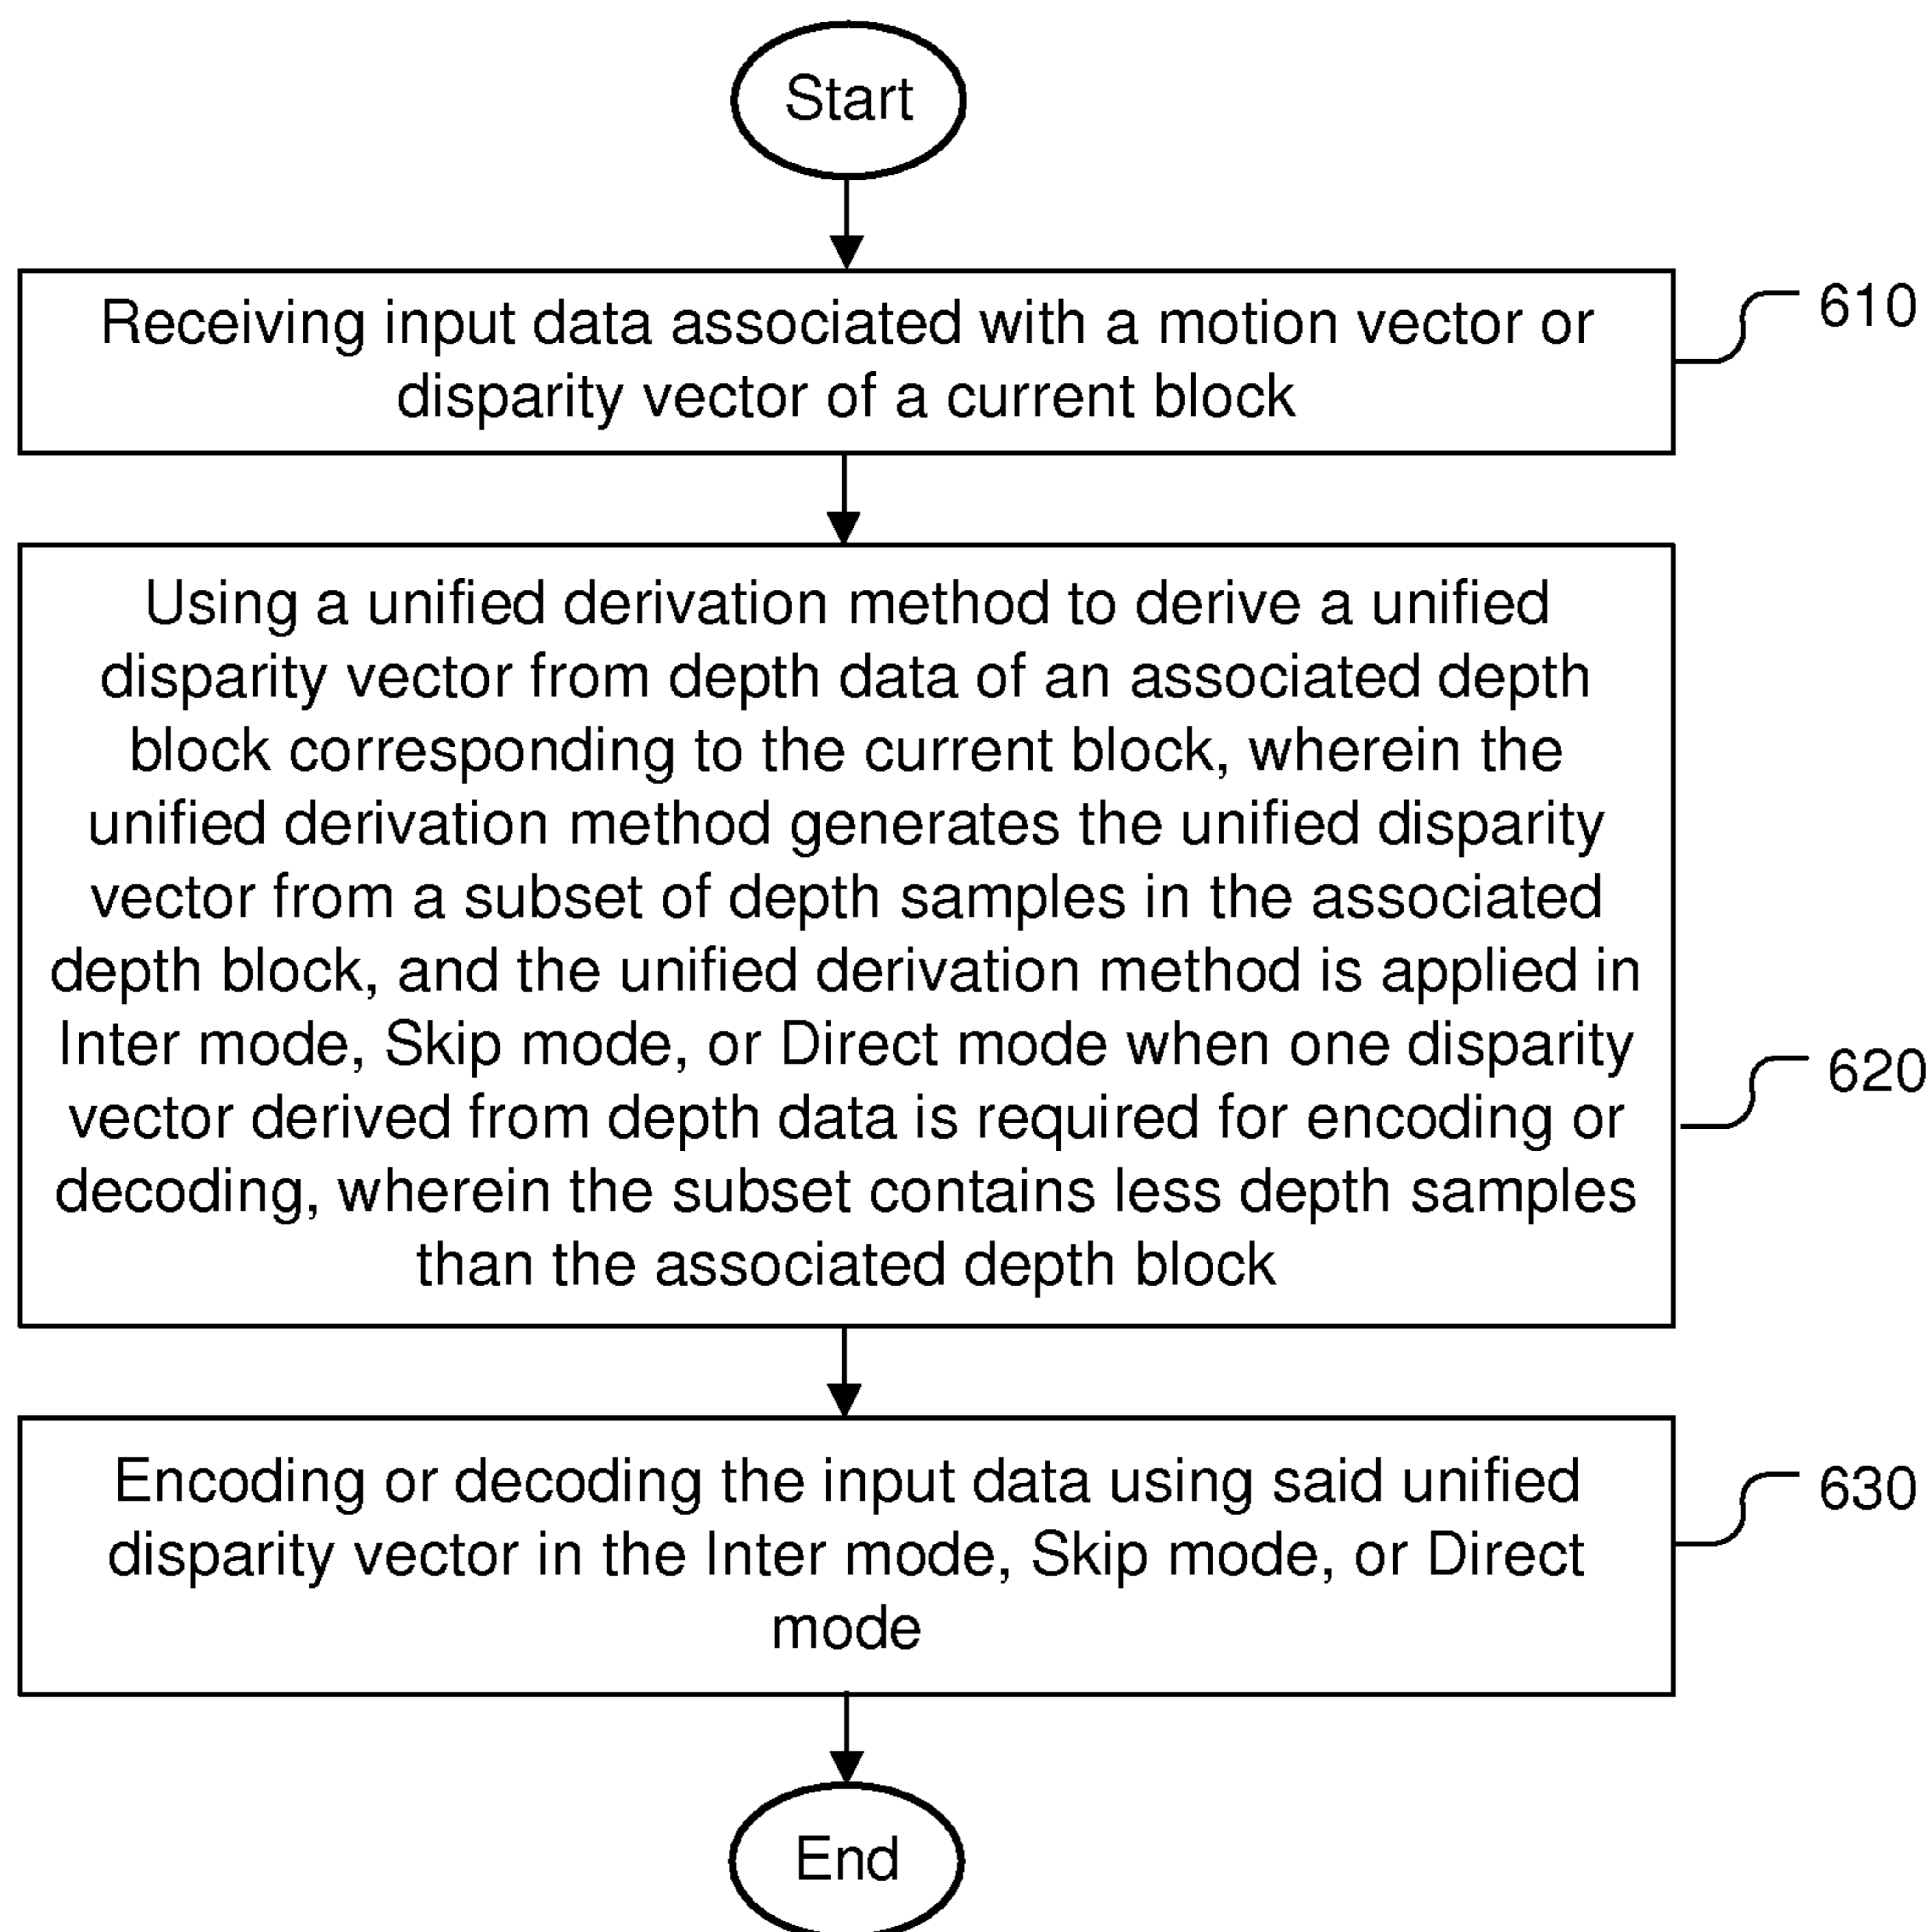 Start
Receiving input data associated with a motion vector or
disparity vector of a current block
610
Using a unified derivation method to derive a unified
disparity vector from depth data of an associated depth
block corresponding to the current block, wherein the
unified derivation method generates the unified disparity
vector from a subset of depth samples in the associated
depth block, and the unified derivation method is applied in
Inter mode, Skip mode, or Direct mode when one disparity
vector derived from depth data is required for encoding or
decoding, wherein the subset contains less depth samples
than the associated depth block
620
Encoding or decoding the input data using said unified
disparity vector in the Inter mode, Skip mode, or Direct
mode
630
End